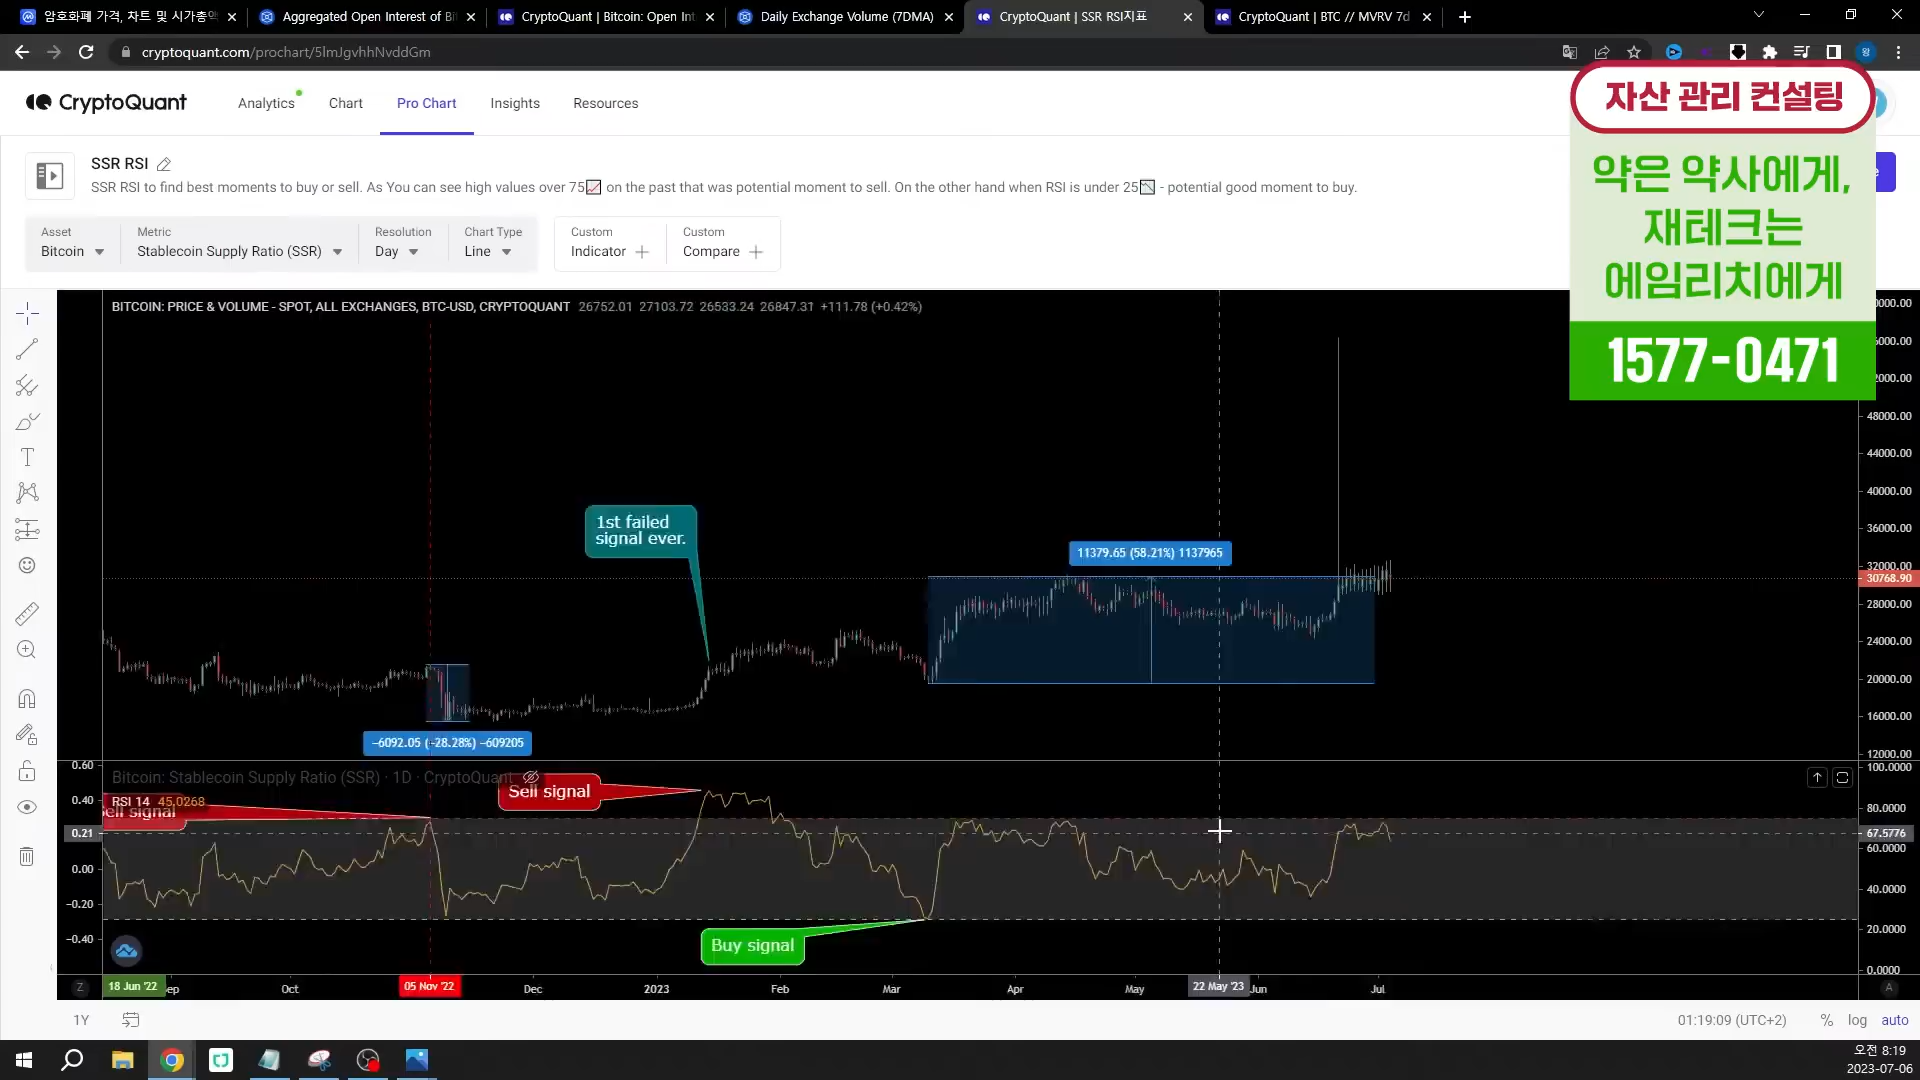 암호화폐 가격, 차트 및 시가총액
Aggregated Open Interest of Bit
CryptoQuant | Bitcoin: Open Int
Daily Exchange Volume (7DMA)
CryptoQuant | SSR RSI지표
CryptoQuant | BTC // MVRV 7d
cryptoquant.com/prochart/5lmJgvhhNvddGm
CryptoQuant
Analytics
Chart
Pro Chart
Insights
Resources
자산 관리 컨설팅
약은 약사에게,
재테크는
에임리치에게
1577-0471
SSR RSI
SSR RSI to find best moments to buy or sell. As You can see high values over 75📈 on the past that was potential moment to sell. On the other hand when RSI is under 25📉 - potential good moment to buy.
Asset
Bitcoin
Metric
Stablecoin Supply Ratio (SSR)
Resolution
Day
Chart Type
Line
Custom
Indicator
Custom
Compare
BITCOIN: PRICE & VOLUME - SPOT, ALL EXCHANGES, BTC-USD, CRYPTOQUANT 26752.01 27103.72 26533.24 26847.31 +111.78 (+0.42%)
48000.00
44000.00
40000.00
36000.00
32000.00
30768.90
28000.00
24000.00
20000.00
16000.00
12000.00
1st failed
signal ever.
11379.65 (58.21%) 1137965
−6092.05 (−28.28%) −609205
Bitcoin: Stablecoin Supply Ratio (SSR) · 1D · CryptoQuant
RSI 14 45.0268
Sell signal
Sell signal
Buy signal
0.60
0.40
0.21
0.00
−0.20
−0.40
100.0000
80.0000
67.5776
60.0000
40.0000
20.0000
0.0000
Z
18 Jun '22
ep
Oct
05 Nov '22
Dec
2023
Feb
Mar
Apr
May
22 May '23
Jun
Jul
A
1Y
01:19:09 (UTC+2)
%
log
auto
오전 8:19
2023-07-06